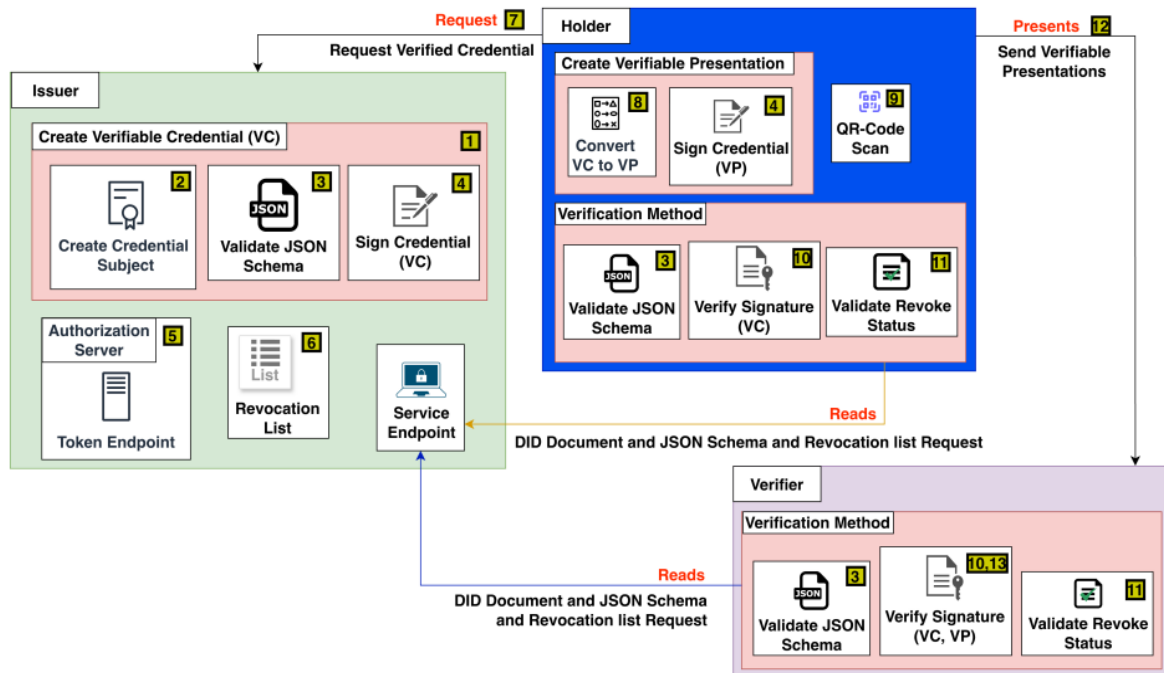 Request 7
Request Verified Credential
Holder
Presents 12
Send Verifiable
Presentations
Create Verifiable Presentation
8
Convert
VC to VP
4
Sign Credential
(VP)
9
QR-Code
Scan
Verification Method
3
JSON
Validate JSON
Schema
10
Verify Signature
(VC)
11
Validate Revoke
Status
Issuer
Create Verifiable Credential (VC)
1
2
Create Credential
Subject
3
JSON
Validate JSON
Schema
4
Sign Credential
(VC)
Authorization
Server
5
Token Endpoint
6
List
Revocation
List
Service
Endpoint
Reads
DID Document and JSON Schema and Revocation list Request
Verifier
Verification Method
3
JSON
Validate JSON
Schema
10,13
Verify Signature
(VC, VP)
11
Validate Revoke
Status
Reads
DID Document and JSON Schema
and Revocation list Request